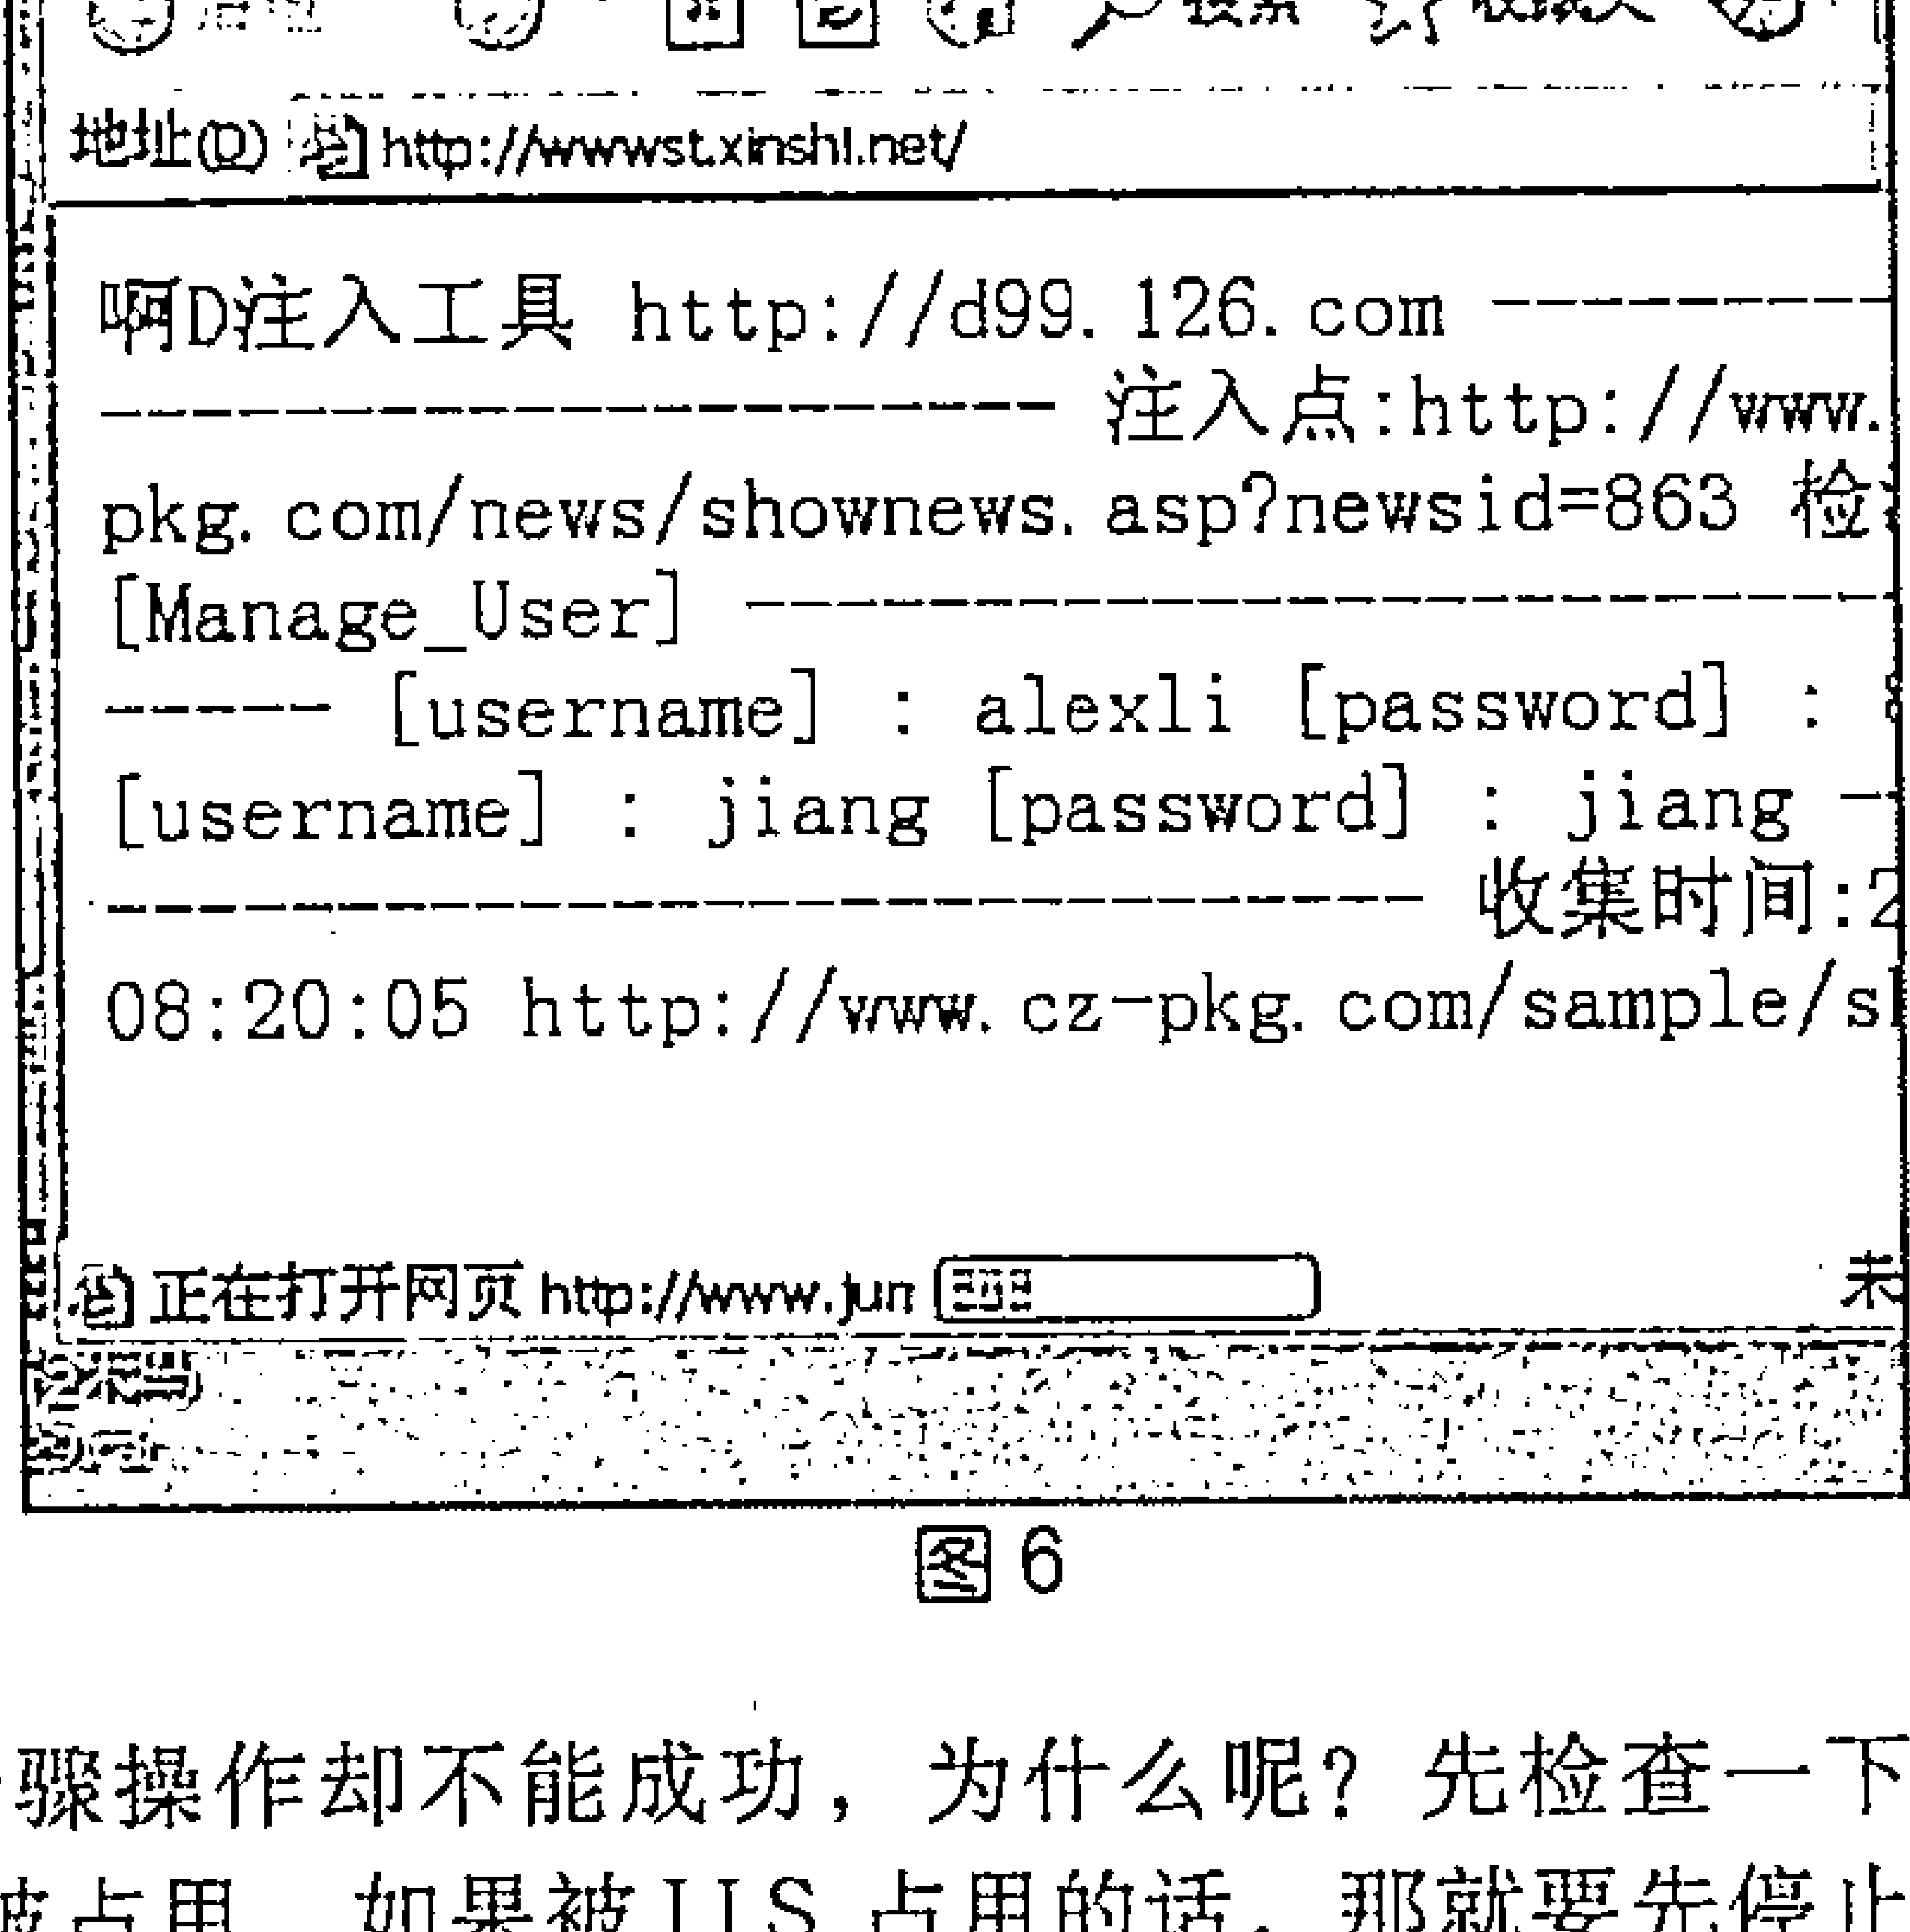 地址(D) http://wwwst.xinshi.net/
啊D注入工具 http://d99.126.com ---------
--------------------- 注入点:http://www.
pkg.com/news/shownews.asp?newsid=863 检
[Manage_User] -------------------------
----- [username] : alexli [password] :
[username] : jiang [password] : jiang -
----------------------------- 收集时间:2
08:20:05 http://www.cz-pkg.com/sample/s
正在打开网页 http://www.jun 未
图 6
骤操作却不能成功，为什么呢？先检查一下
被占用 如果被IIS占用的话，那就要先停止